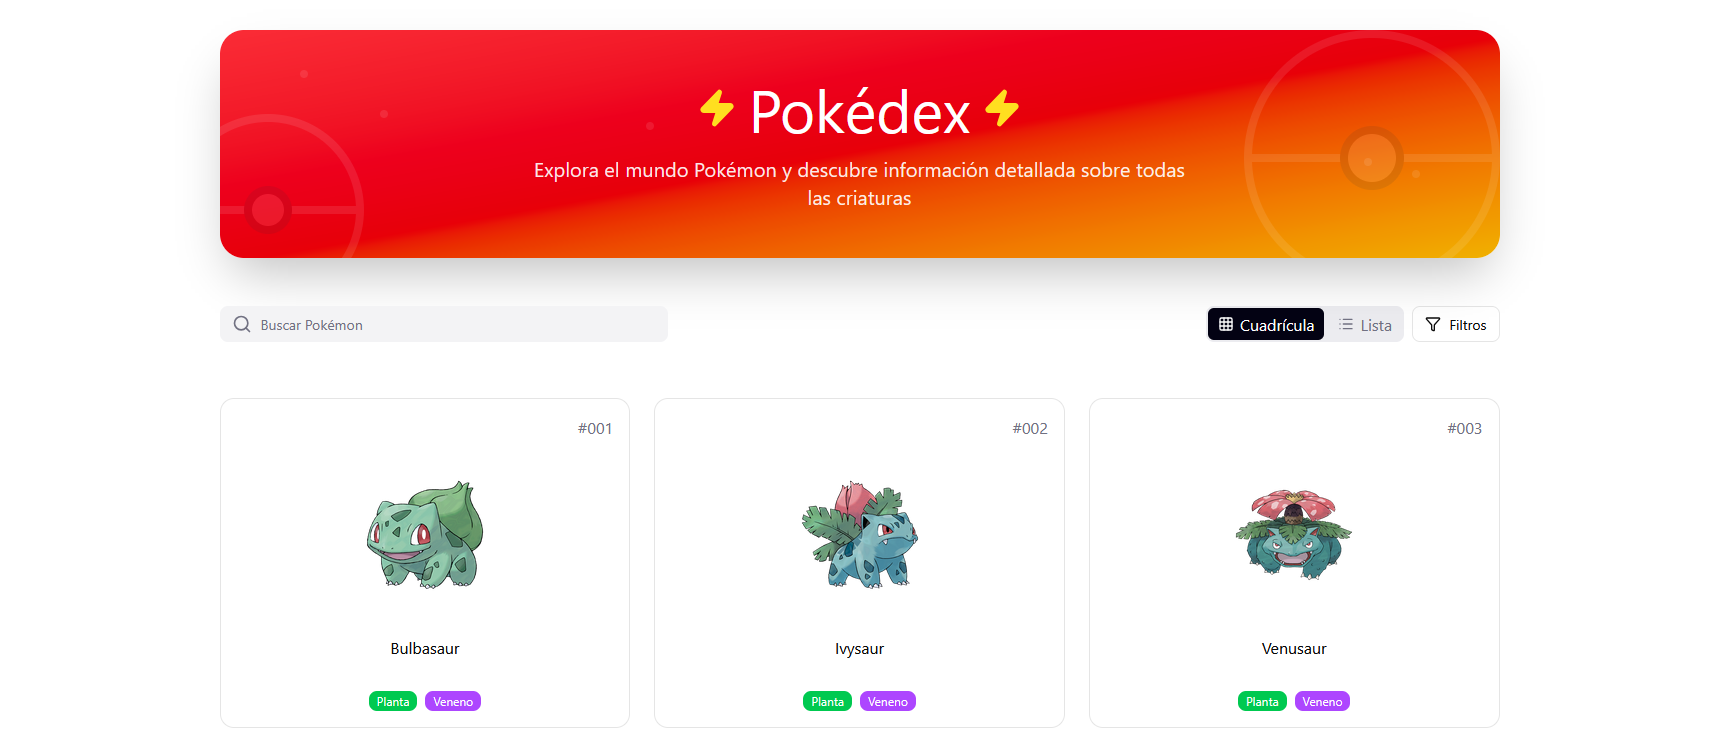 Pokédex
Explora el mundo Pokémon y descubre información detallada sobre todas
las criaturas
Buscar Pokémon
Cuadrícula
Lista
Filtros
#001
#002
#003
Bulbasaur
Ivysaur
Venusaur
Planta Veneno
Planta Veneno
Planta Veneno